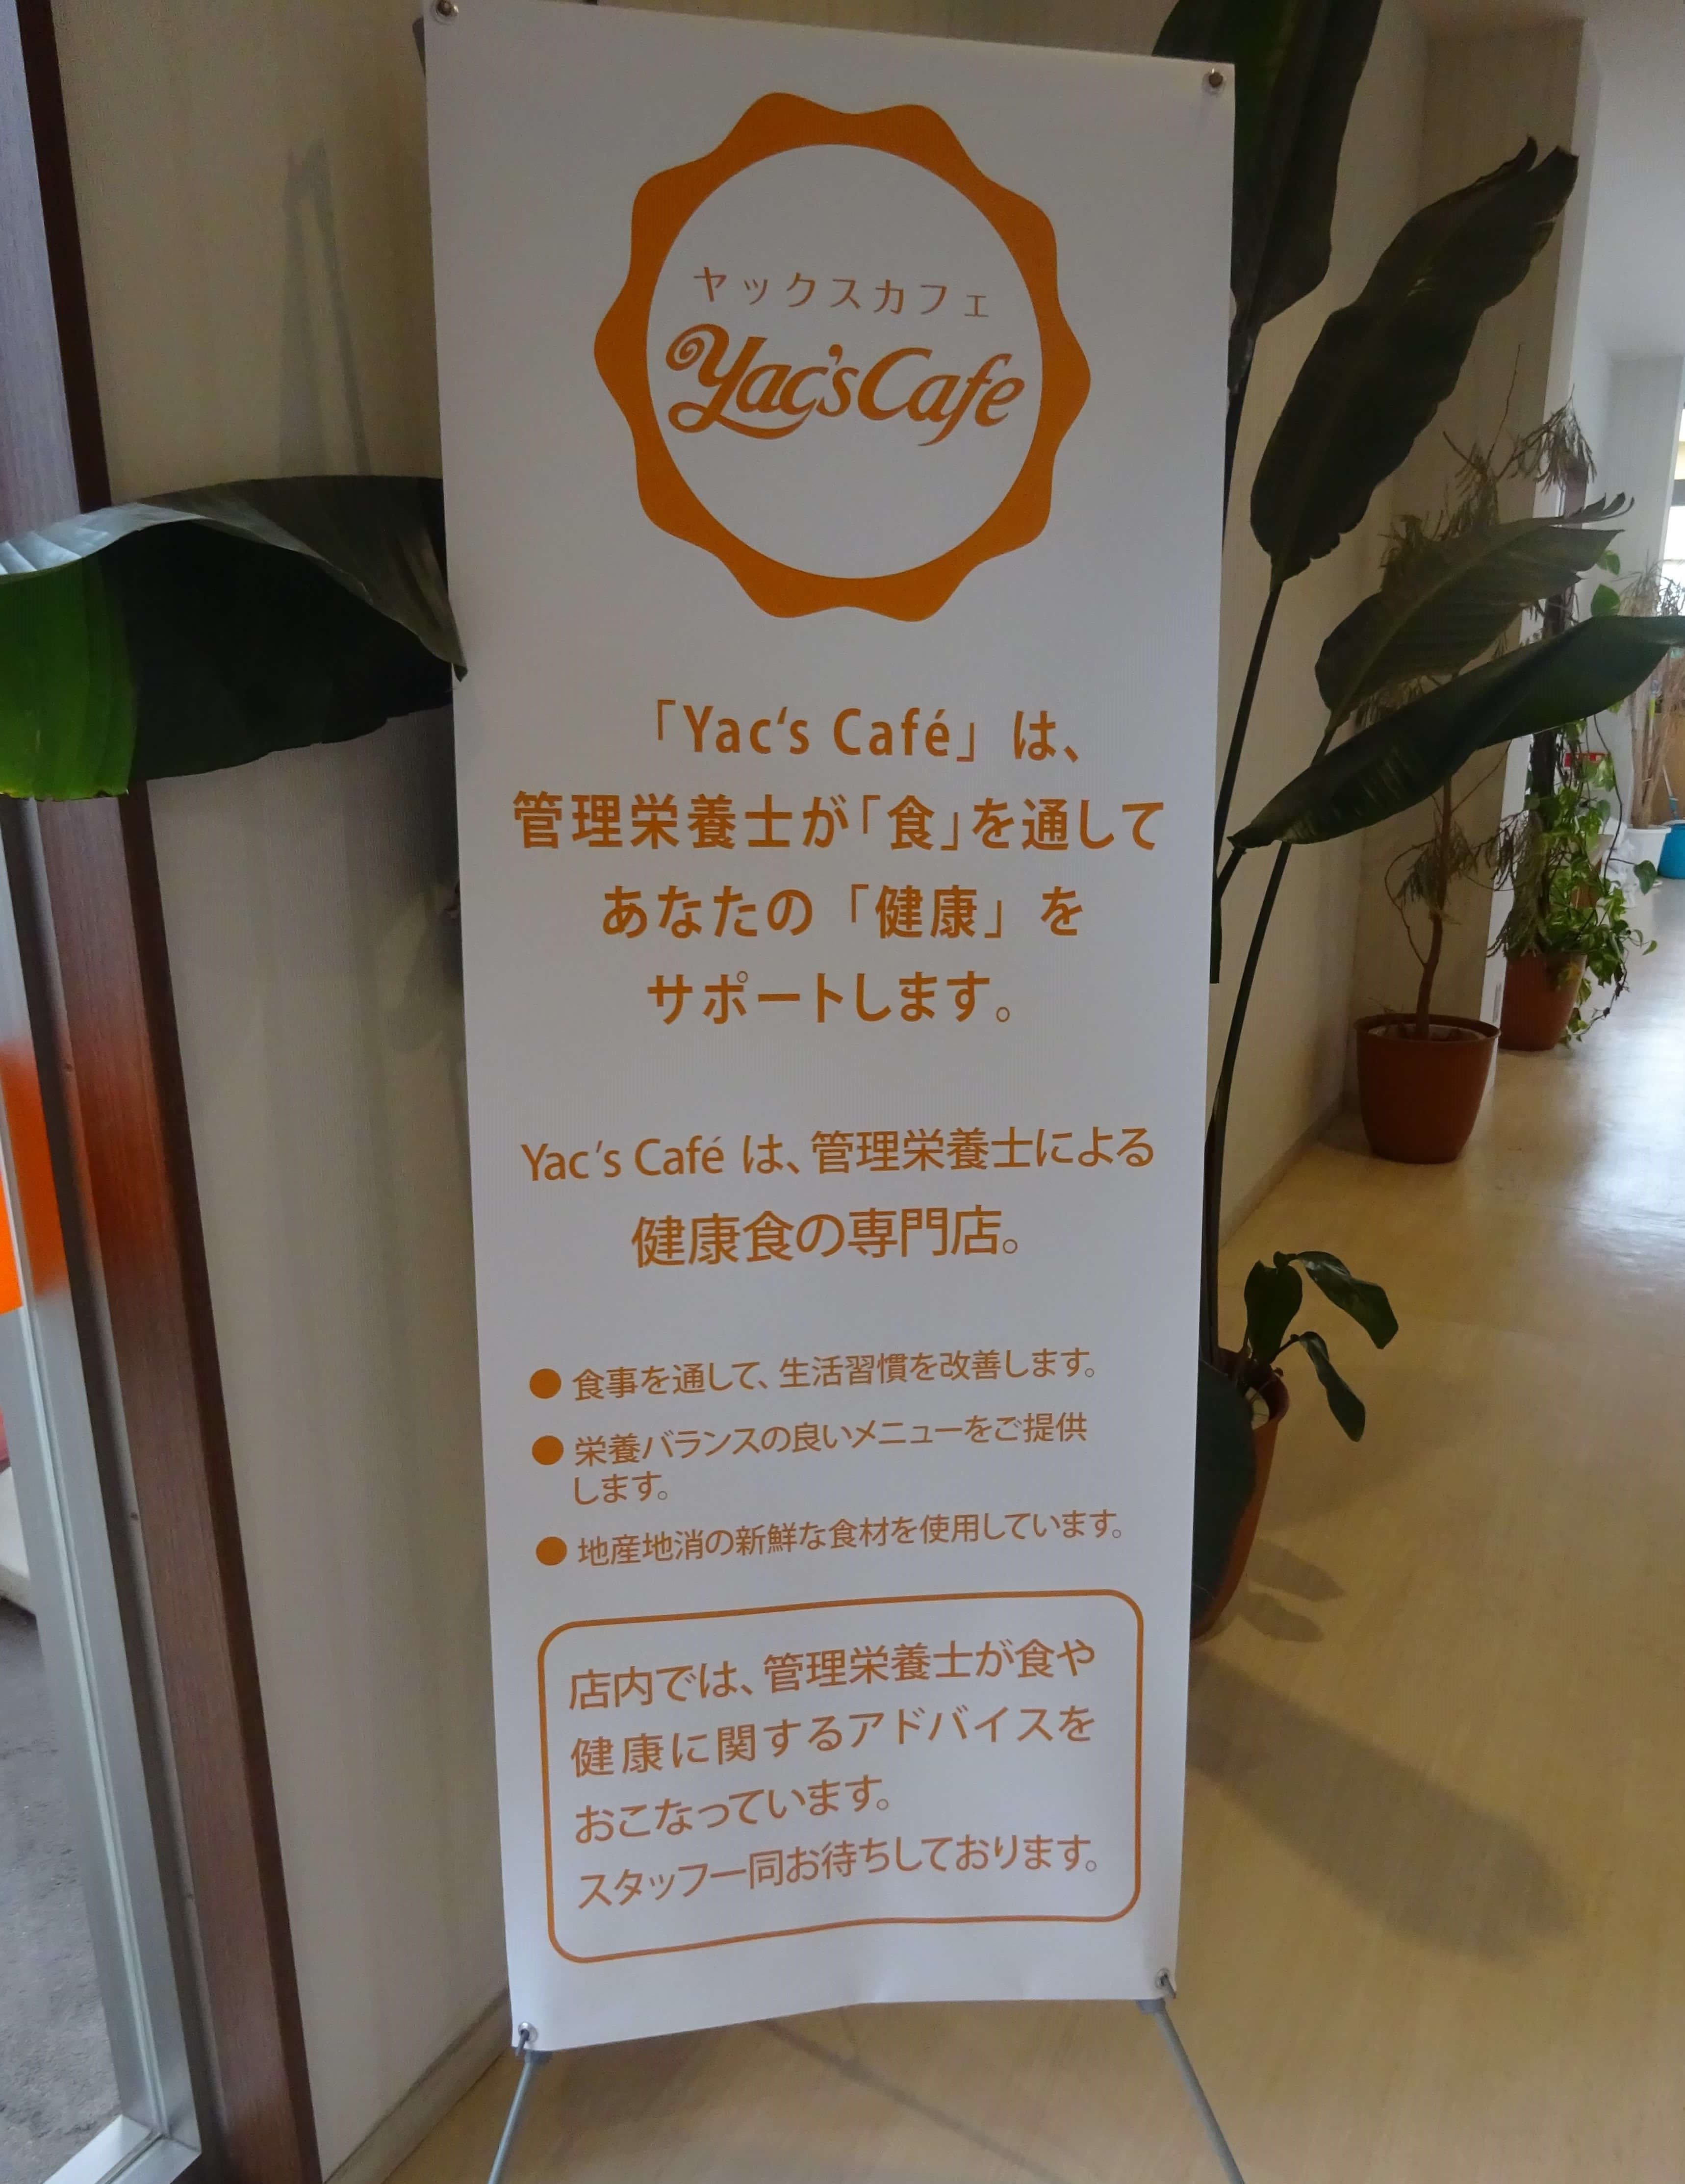 ヤックスカフェ
Yac'sCafe
「Yac‘s Café」は、
管理栄養士が「食」を通して
あなたの「健康」を
サポートします。
Yac’s Café は、管理栄養士による
健康食の専門店。
● 食事を通して、生活習慣を改善します。
● 栄養バランスの良いメニューをご提供
します。
● 地産地消の新鮮な食材を使用しています。
店内では、管理栄養士が食や
健康に関するアドバイスを
おこなっています。
スタッフ一同お待ちしております。